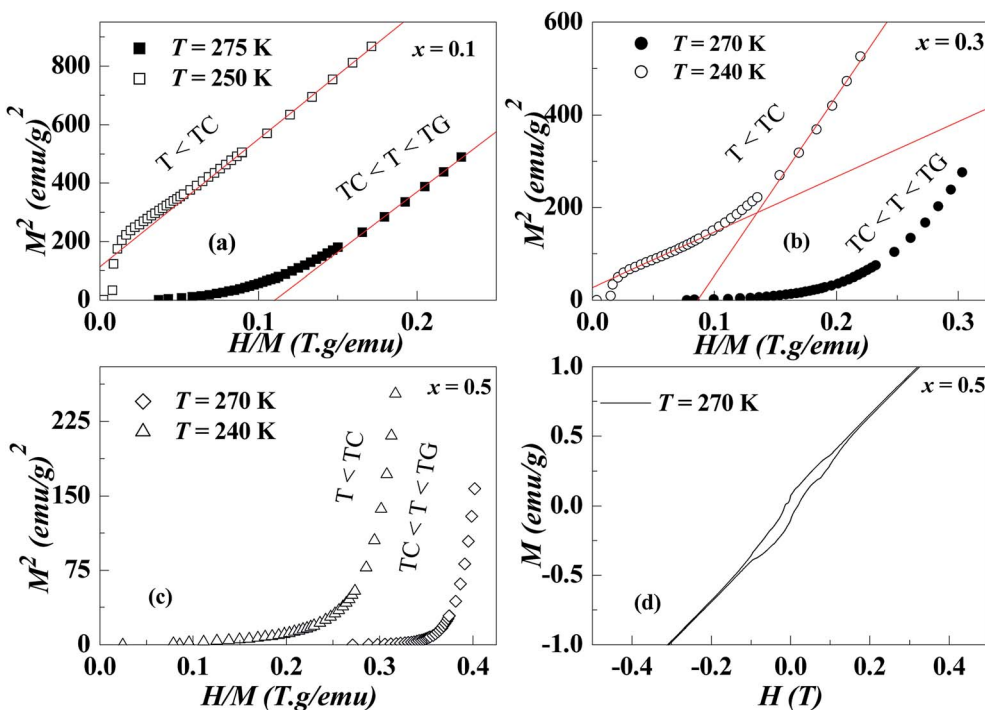 T = 275 K
T = 250 K
x = 0.1
T < TC
TC < T < TG
(a)
M² (emu/g)²
900
600
300
0
0.0 0.1 0.2
H/M (T.g/emu)
T = 270 K
T = 240 K
x = 0.3
T < TC
TC < T < TG
(b)
M² (emu/g)²
600
400
200
0
0.0 0.1 0.2 0.3
H/M (T.g/emu)
T = 270 K
T = 240 K
x = 0.5
T < TC
TC < T < TG
(c)
M² (emu/g)²
225
150
75
0
0.0 0.1 0.2 0.3 0.4
H/M (T.g/emu)
T = 270 K
x = 0.5
(d)
M (emu/g)
1.0
0.5
0.0
-0.5
-1.0
-0.4 -0.2 0.0 0.2 0.4
H (T)